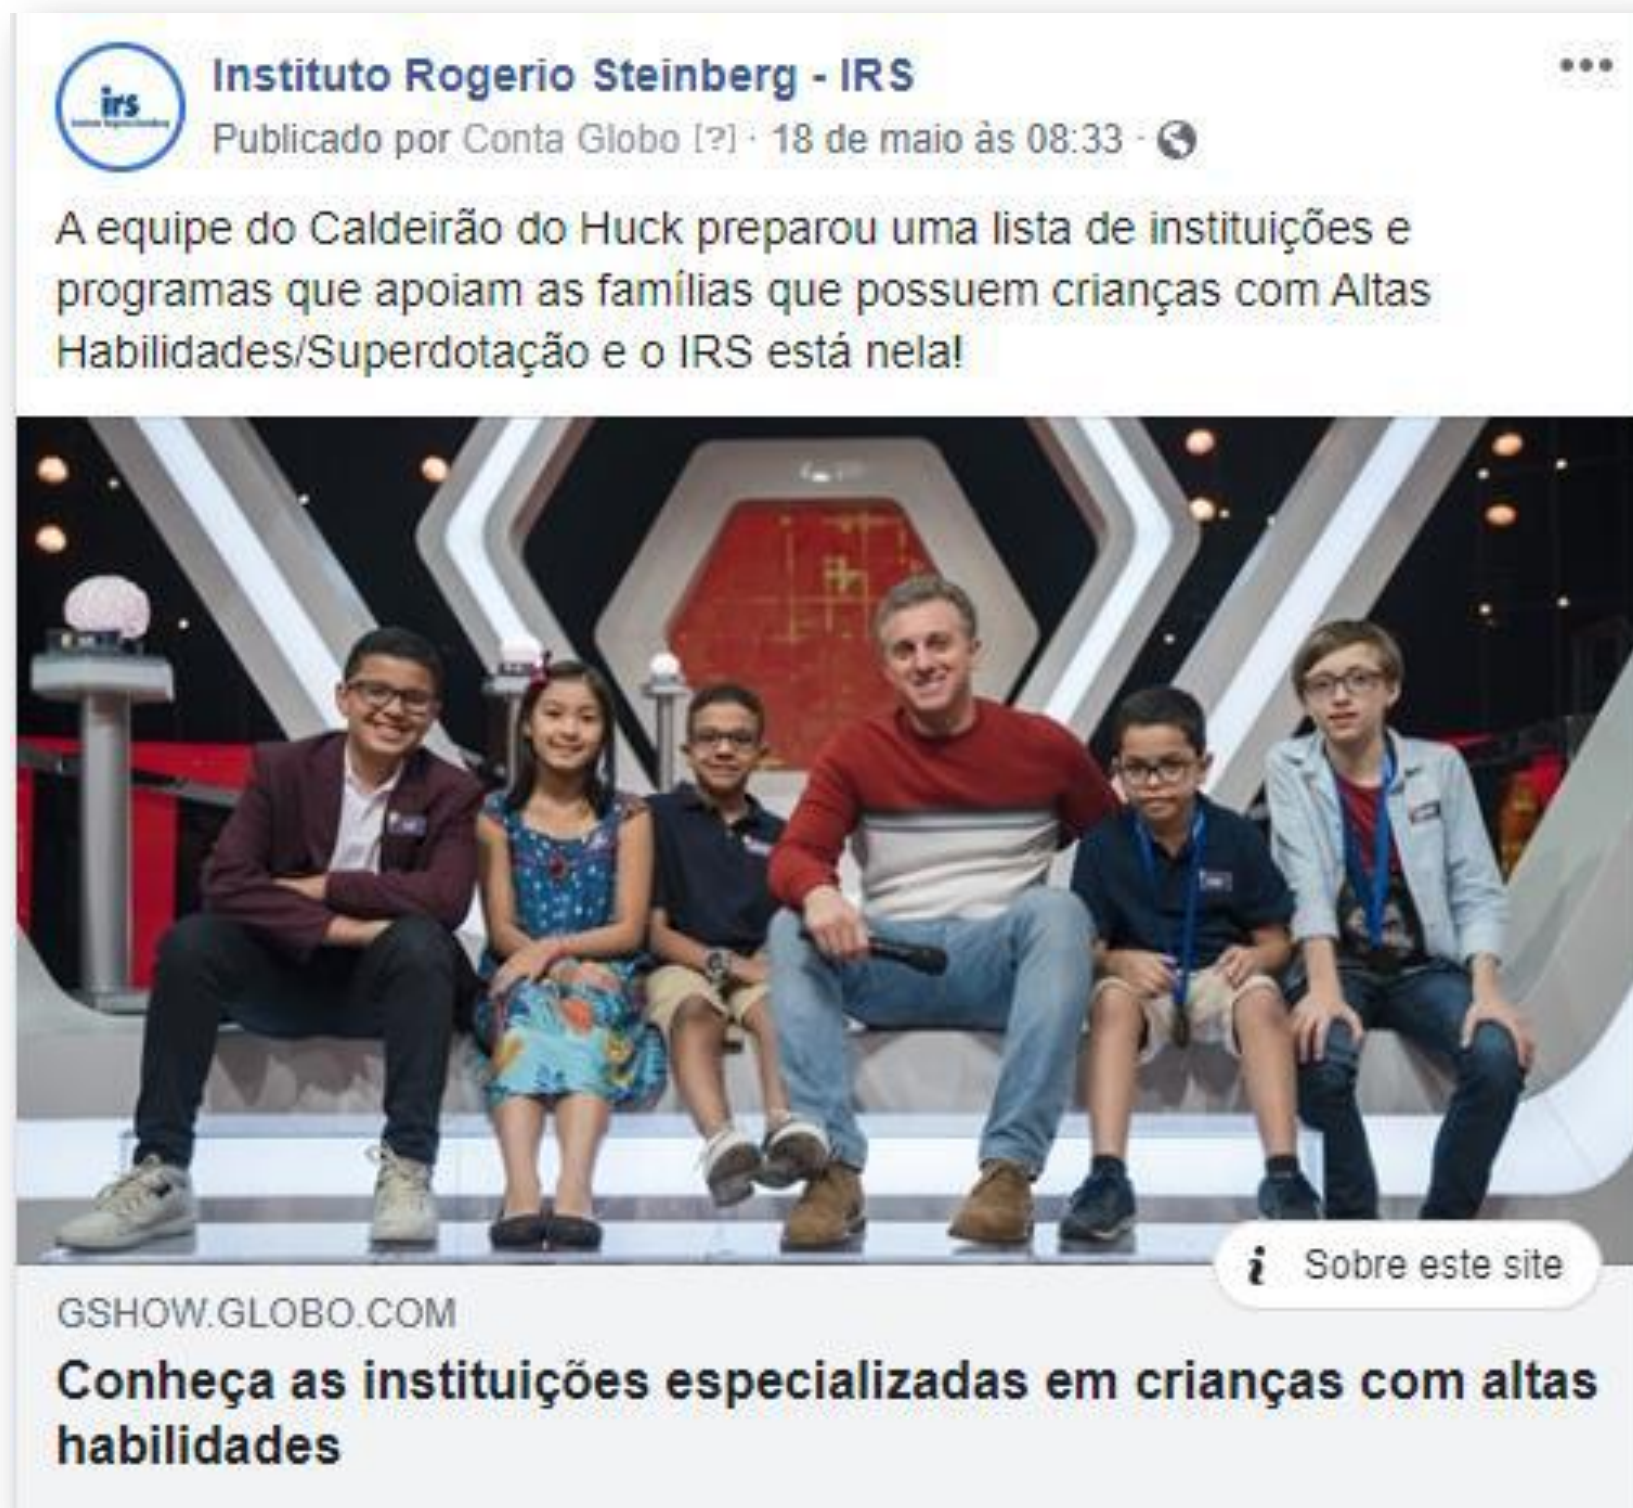 irs
Instituto Rogerio Steinberg - IRS
Publicado por Conta Globo [?] · 18 de maio às 08:33 ·
A equipe do Caldeirão do Huck preparou uma lista de instituições e
programas que apoiam as famílias que possuem crianças com Altas
Habilidades/Superdotação e o IRS está nela!
i Sobre este site
GSHOW.GLOBO.COM
Conheça as instituições especializadas em crianças com altas
habilidades